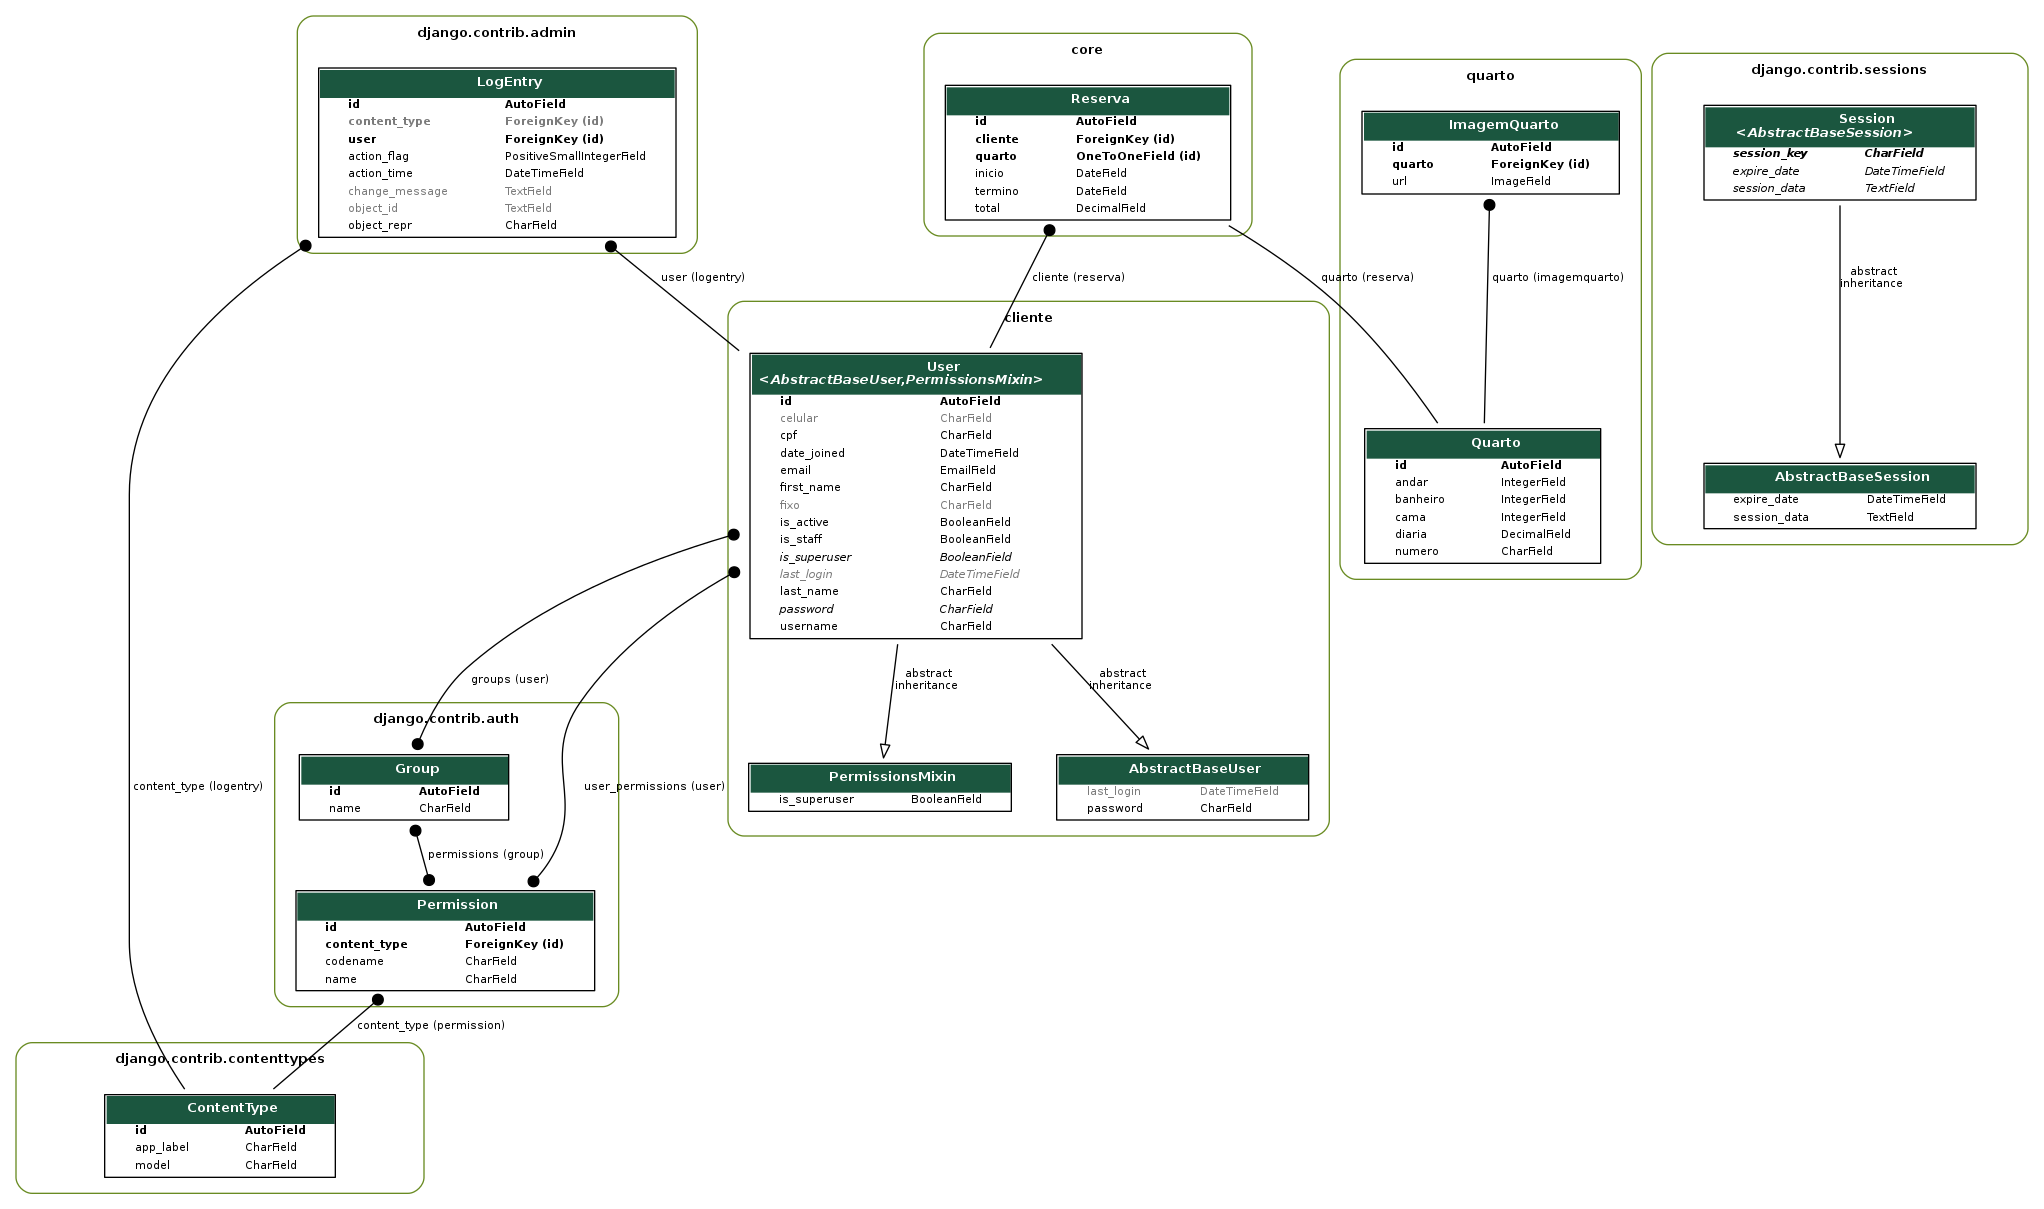 django.contrib.admin
LogEntry
id AutoField
content_type ForeignKey (id)
user ForeignKey (id)
action_flag PositiveSmallIntegerField
action_time DateTimeField
change_message TextField
object_id TextField
object_repr CharField
core
Reserva
id AutoField
cliente ForeignKey (id)
quarto OneToOneField (id)
inicio DateField
termino DateField
total DecimalField
quarto
ImagemQuarto
id AutoField
quarto ForeignKey (id)
url ImageField
django.contrib.sessions
Session
<AbstractBaseSession>
session_key CharField
expire_date DateTimeField
session_data TextField
user (logentry)
cliente (reserva)
quarto (reserva)
quarto (imagemquarto)
abstract
inheritance
cliente
User
<AbstractBaseUser,PermissionsMixin>
id AutoField
celular CharField
cpf CharField
date_joined DateTimeField
email EmailField
first_name CharField
fixo CharField
is_active BooleanField
is_staff BooleanField
is_superuser BooleanField
last_login DateTimeField
last_name CharField
password CharField
username CharField
Quarto
id AutoField
andar IntegerField
banheiro IntegerField
cama IntegerField
diaria DecimalField
numero CharField
AbstractBaseSession
expire_date DateTimeField
session_data TextField
groups (user)
abstract
inheritance
abstract
inheritance
django.contrib.auth
Group
id AutoField
name CharField
content_type (logentry)
user_permissions (user)
PermissionsMixin
is_superuser BooleanField
AbstractBaseUser
last_login DateTimeField
password CharField
permissions (group)
Permission
id AutoField
content_type ForeignKey (id)
codename CharField
name CharField
content_type (permission)
django.contrib.contenttypes
ContentType
id AutoField
app_label CharField
model CharField